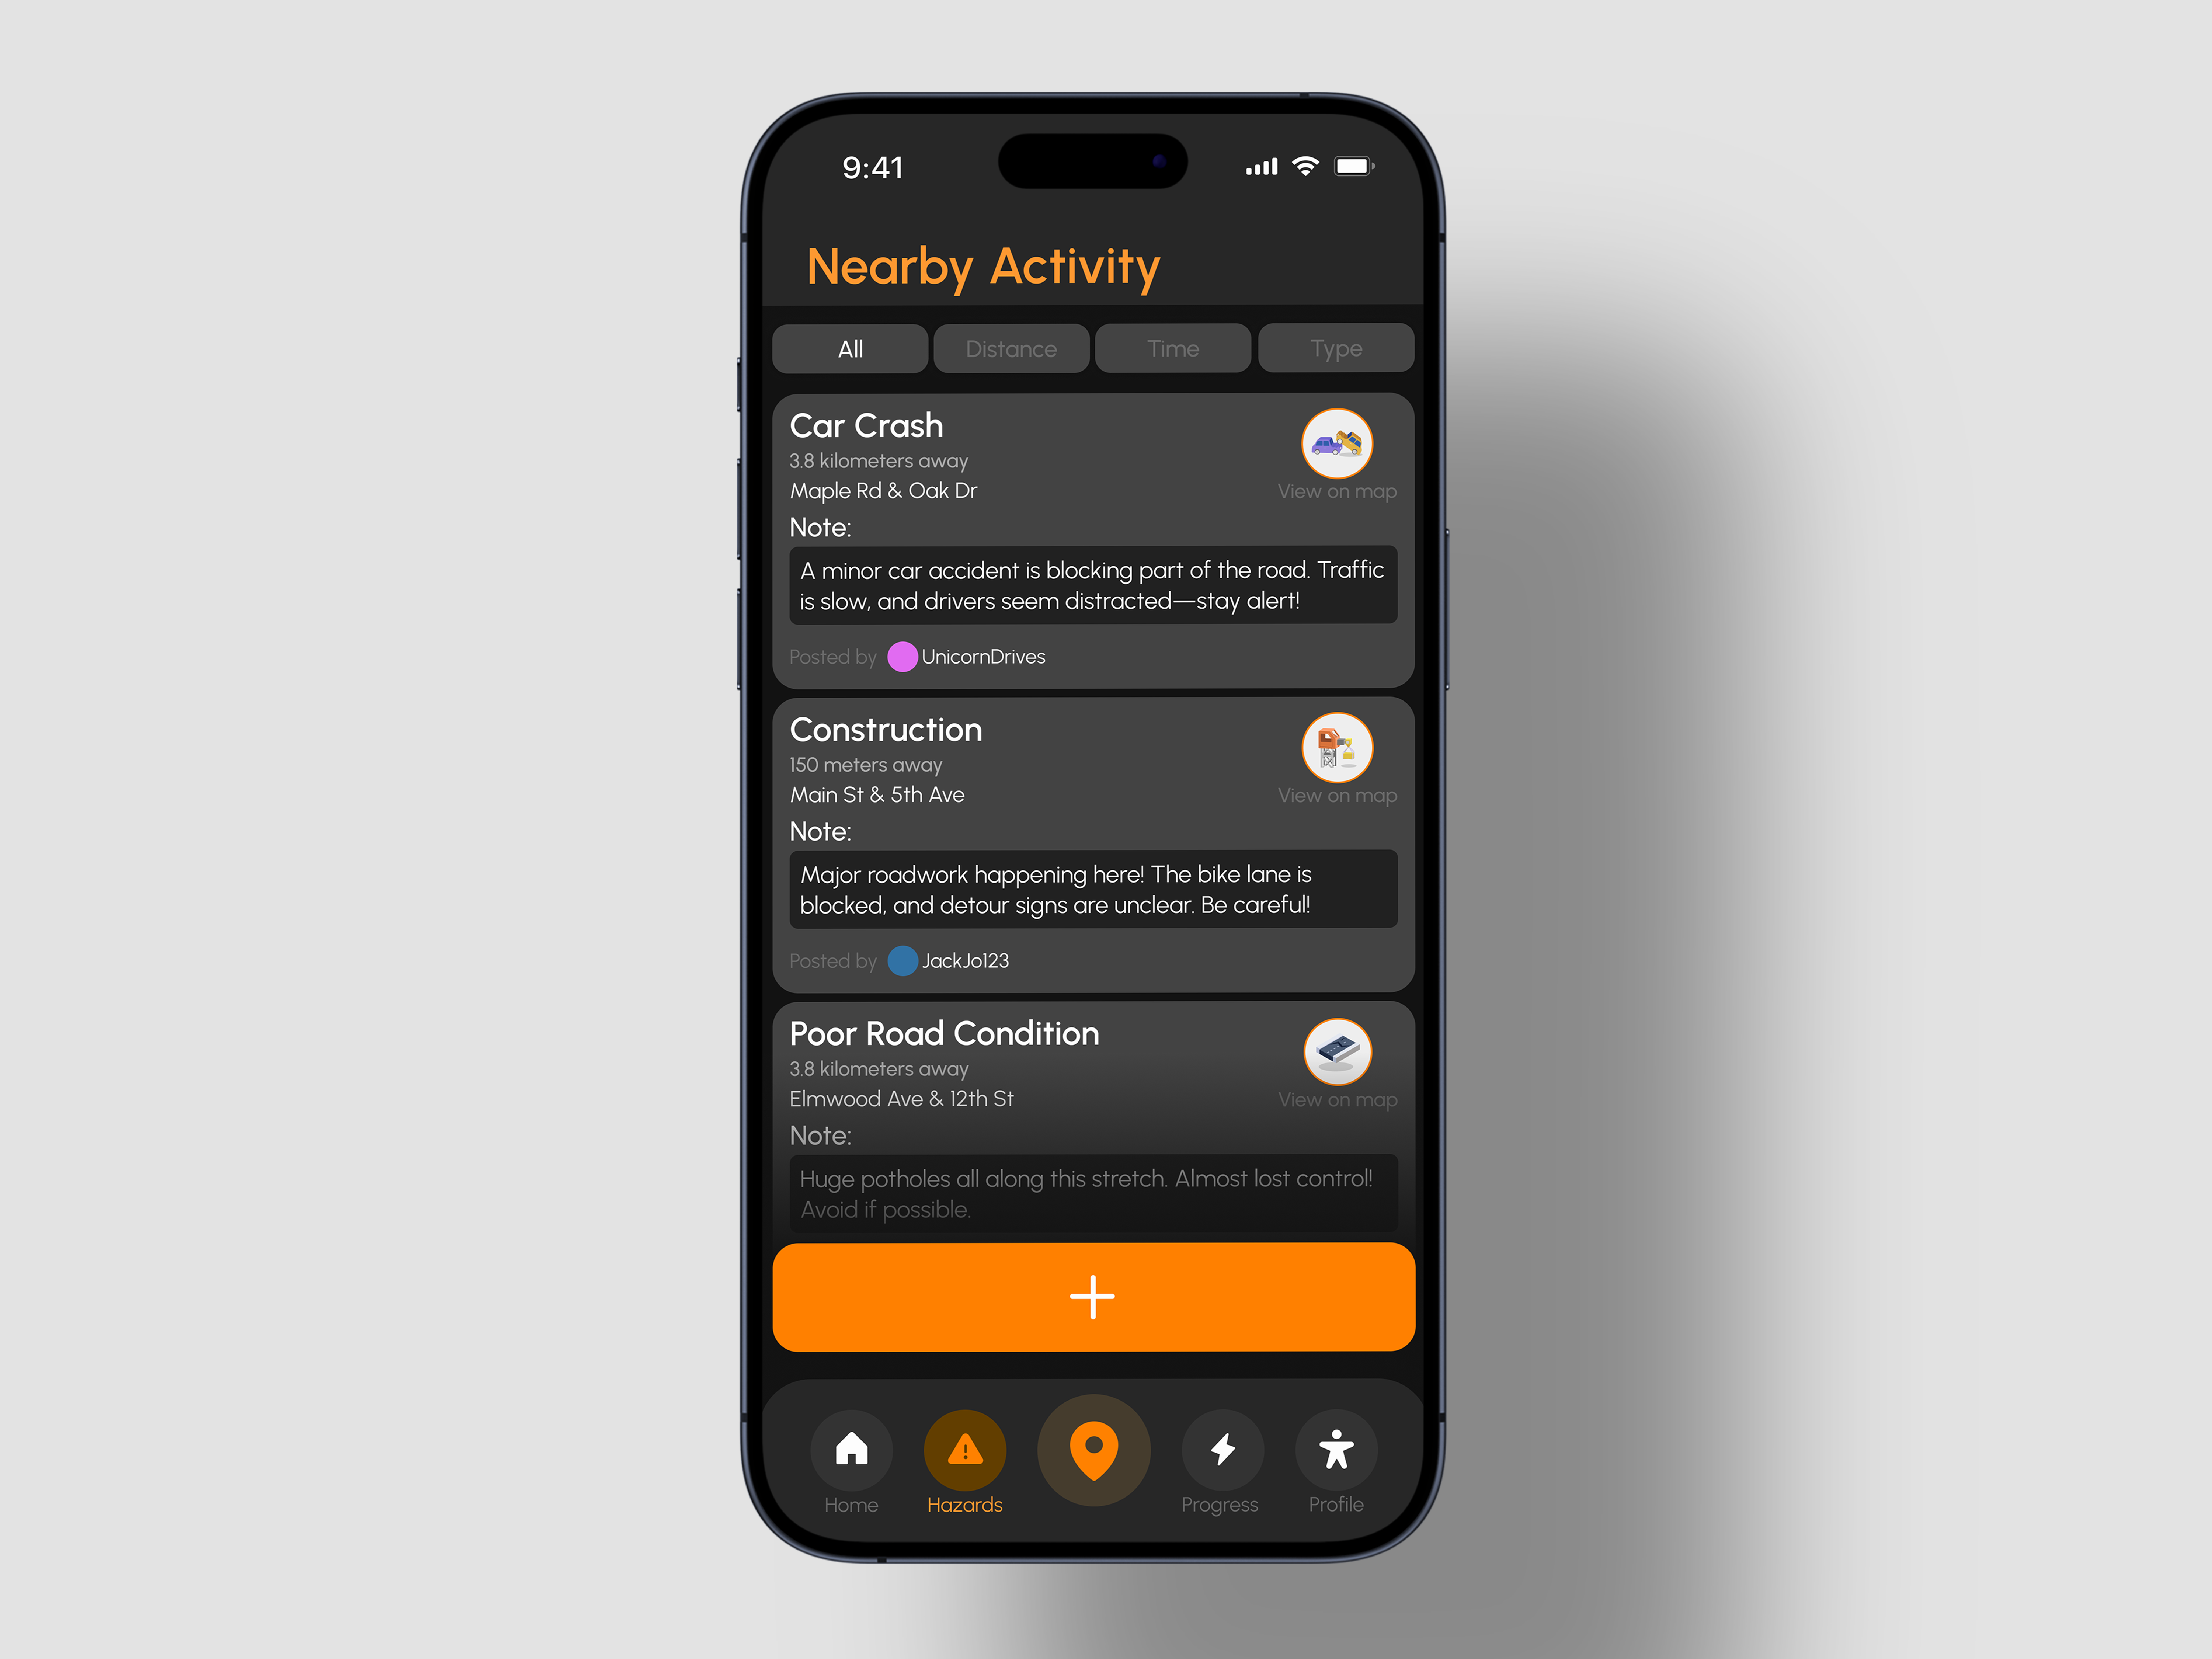 9:41
Nearby Activity
All Distance Time Type
Car Crash
3.8 kilometers away
Maple Rd & Oak Dr
View on map
Note:
A minor car accident is blocking part of the road. Traffic
is slow, and drivers seem distracted—stay alert!
Posted by UnicornDrives
Construction
150 meters away
Main St & 5th Ave
View on map
Note:
Major roadwork happening here! The bike lane is
blocked, and detour signs are unclear. Be careful!
Posted by JackJo123
Poor Road Condition
3.8 kilometers away
Elmwood Ave & 12th St
View on map
Note:
Huge potholes all along this stretch. Almost lost control!
Avoid if possible.
Home Hazards Progress Profile